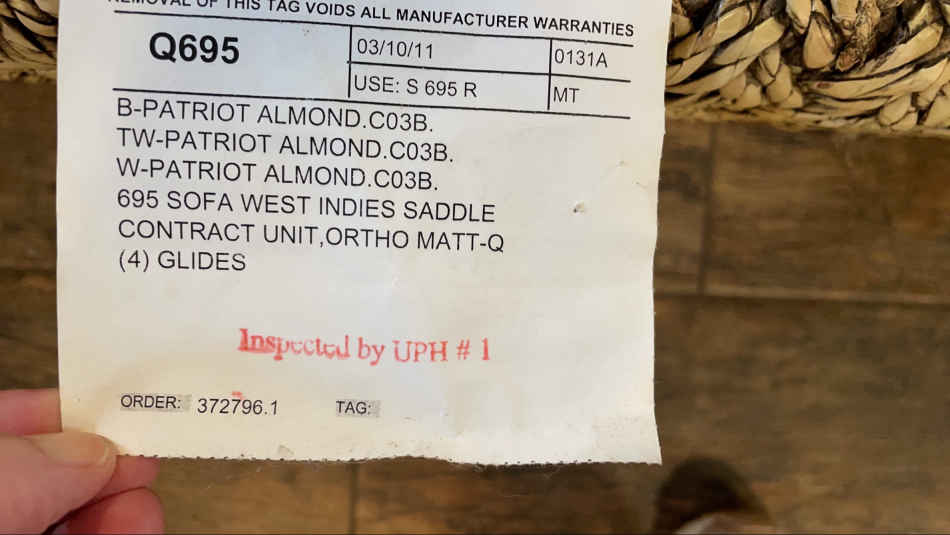 REMOVAL OF THIS TAG VOIDS ALL MANUFACTURER WARRANTIES
Q695
03/10/11
0131A
USE: S 695 R
MT
B-PATRIOT ALMOND.C03B.
TW-PATRIOT ALMOND.C03B.
W-PATRIOT ALMOND.C03B.
695 SOFA WEST INDIES SADDLE
CONTRACT UNIT,ORTHO MATT-Q
(4) GLIDES
Inspected by UPH # 1
ORDER: 372796.1 TAG: